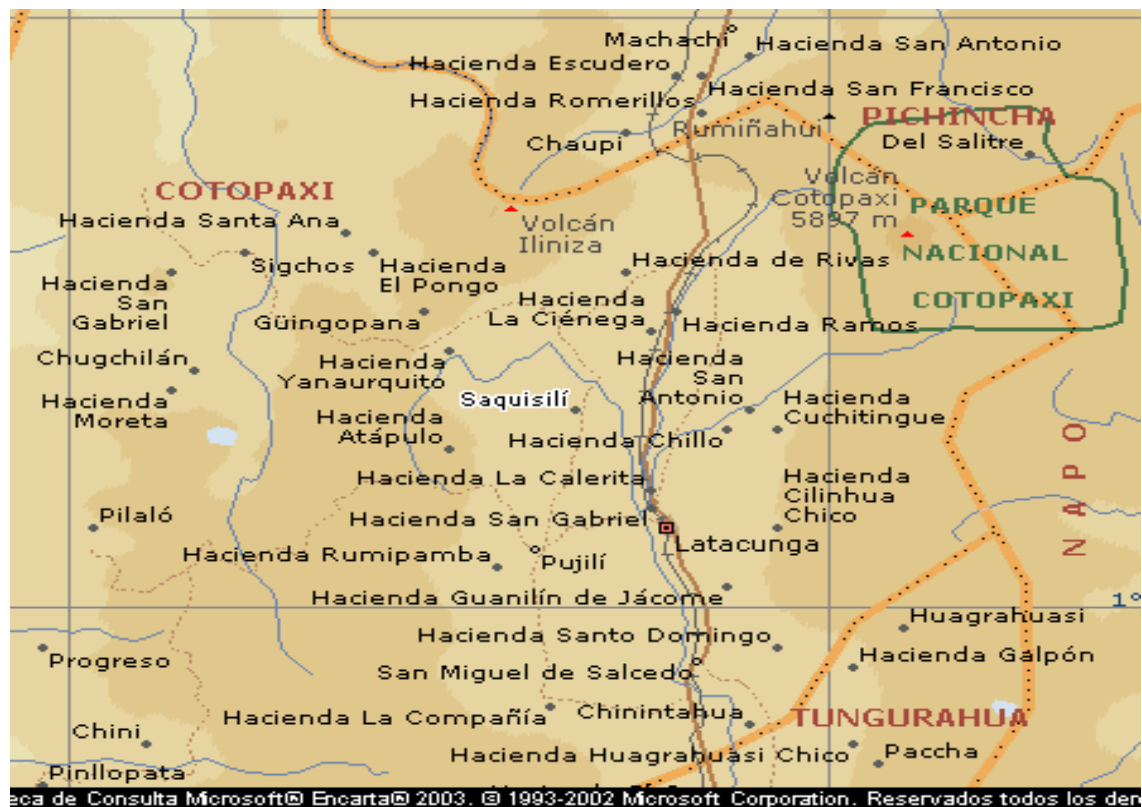 Machachi
Hacienda San Antonio
Hacienda Escudero
Hacienda San Francisco
Hacienda Romerillos
PICHINCHA
Rumiñahui
Chaupi
Del Salitre
Volcán
Cotopaxi
5897 m
COTOPAXI
PARQUE
NACIONAL
COTOPAXI
Hacienda Santa Ana
Volcán
Iliniza
Sigchos
Hacienda
El Pongo
Hacienda de Rivas
Hacienda
San
Gabriel
Hacienda
La Ciénega
Güingopana
Hacienda Ramos
Chugchilán
Hacienda
Yanaurquito
Hacienda
San
Antonio
Hacienda
Moreta
Saquisilí
Hacienda
Cuchitingue
Hacienda
Atápulo
Hacienda Chillo
NAPO
Hacienda La Calerita
Hacienda
Cilinhua
Chico
Pilaló
Hacienda San Gabriel
Latacunga
Hacienda Rumipamba
Pujilí
Hacienda Guanilín de Jácome
1°
Huagrahuasi
Hacienda Santo Domingo
Progreso
San Miguel de Salcedo
Hacienda Galpón
Hacienda La Compañía
Chinintahua
TUNGURAHUA
Chini
Hacienda Huagrahuasi Chico
Paccha
Pinllopata
eca de Consulta Microsoft® Encarta® 2003. © 1993-2002 Microsoft Corporation. Reservados todos los der